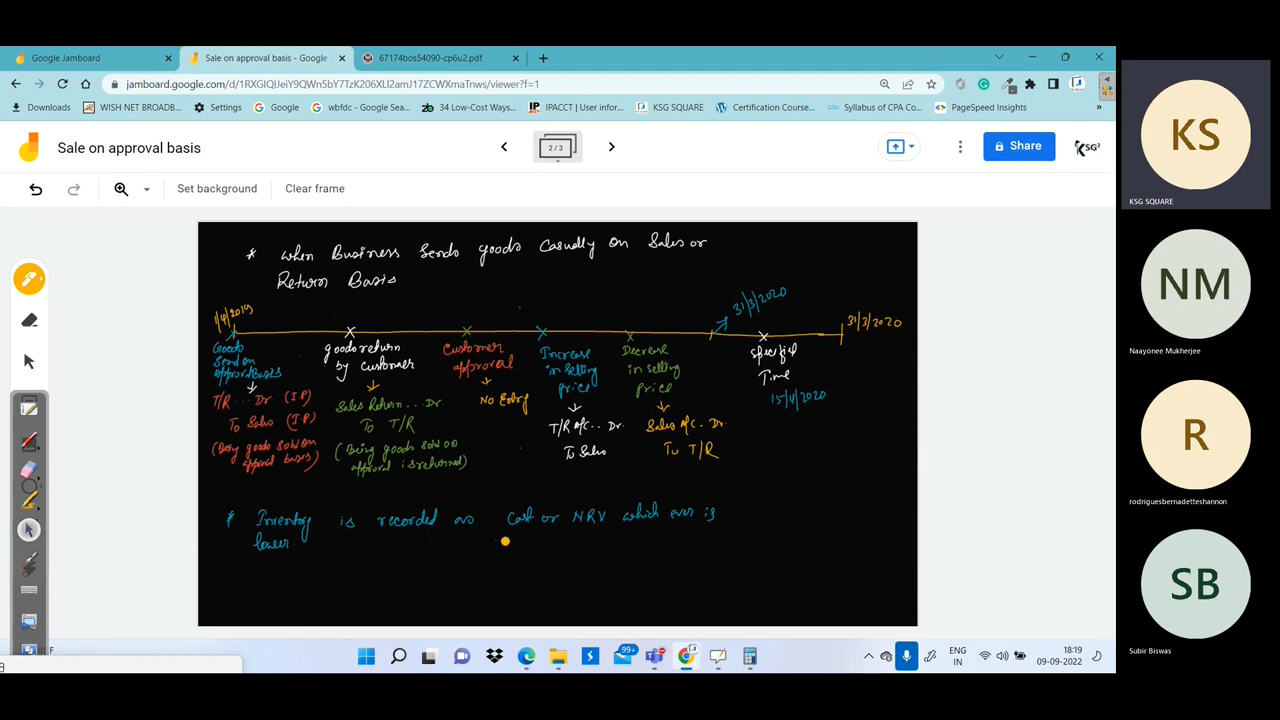 Google Jamboard
Sale on approval basis - Google
67174bos54090-cp6u2.pdf
jamboard.google.com/d/1RXGlQIJeiY9QWn5bY7TzK206XLl2amJ17ZCWXmaTnws/viewer?f=1
Downloads
WISH NET BROADB...
Settings
Google
wbfdc - Google Sea...
34 Low-Cost Ways...
IPACCT | User infor...
KSG SQUARE
Certification Course...
Syllabus of CPA Co...
PageSpeed Insights
Sale on approval basis
2 / 3
Share
KSG2
Set background
Clear frame
* When Business Sends goods Casually on Sales or
Return Basis
1/4/2019
31/3/2020
31/3/2020
Goods
Send on
Approval Basis
T/R ... Dr. (I.P)
To Sales (I.P)
(Being goods sold on
approval bases)
goods return
by customer
Sales Return... Dr.
To T/R
(Being goods sold on
approval is returned)
Customer
approval
No Entry
Increase
in selling
price
T/R A/C.. Dr.
To Sales
Decrease
in selling
price
Sales A/C.. Dr.
To T/R
specified
Time
15/4/2020
* Inventory is recorded as Cost or NRV which ever is
lower.
99+
ENG
IN
18:19
09-09-2022
KS
KSG SQUARE
NM
Naayonee Mukherjee
R
rodriguesbernadetteshannon
SB
Subir Biswas